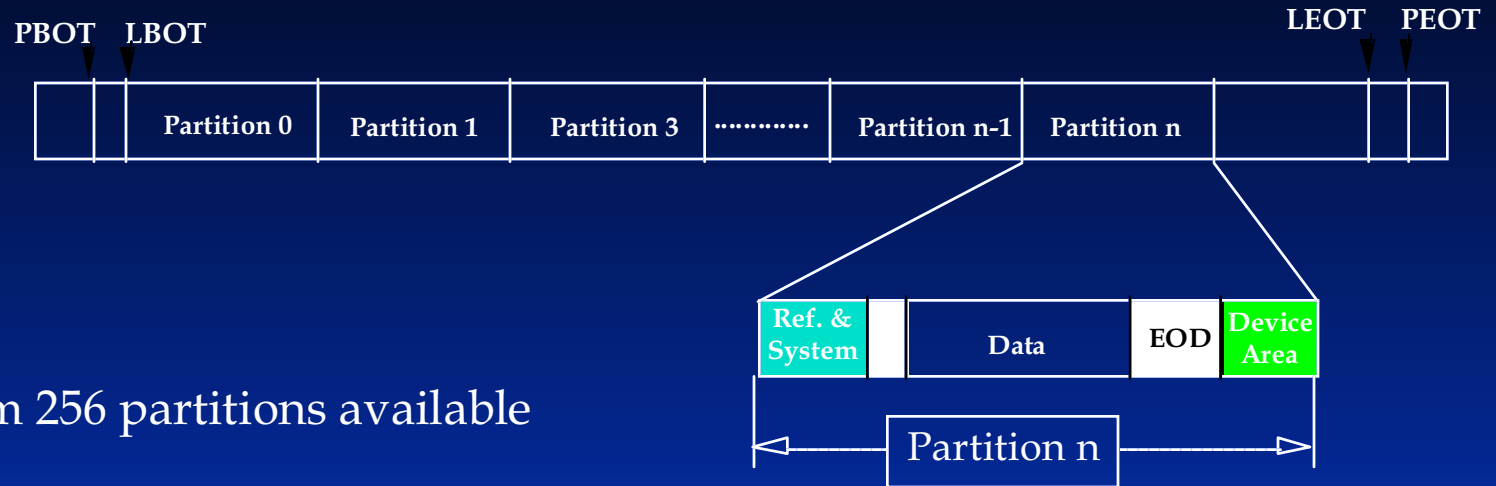 PBOT LBOT LEOT PEOT
Partition 0 Partition 1 Partition 3 ............. Partition n-1 Partition n
Ref. & System Data EOD Device Area
256 partitions available
Partition n